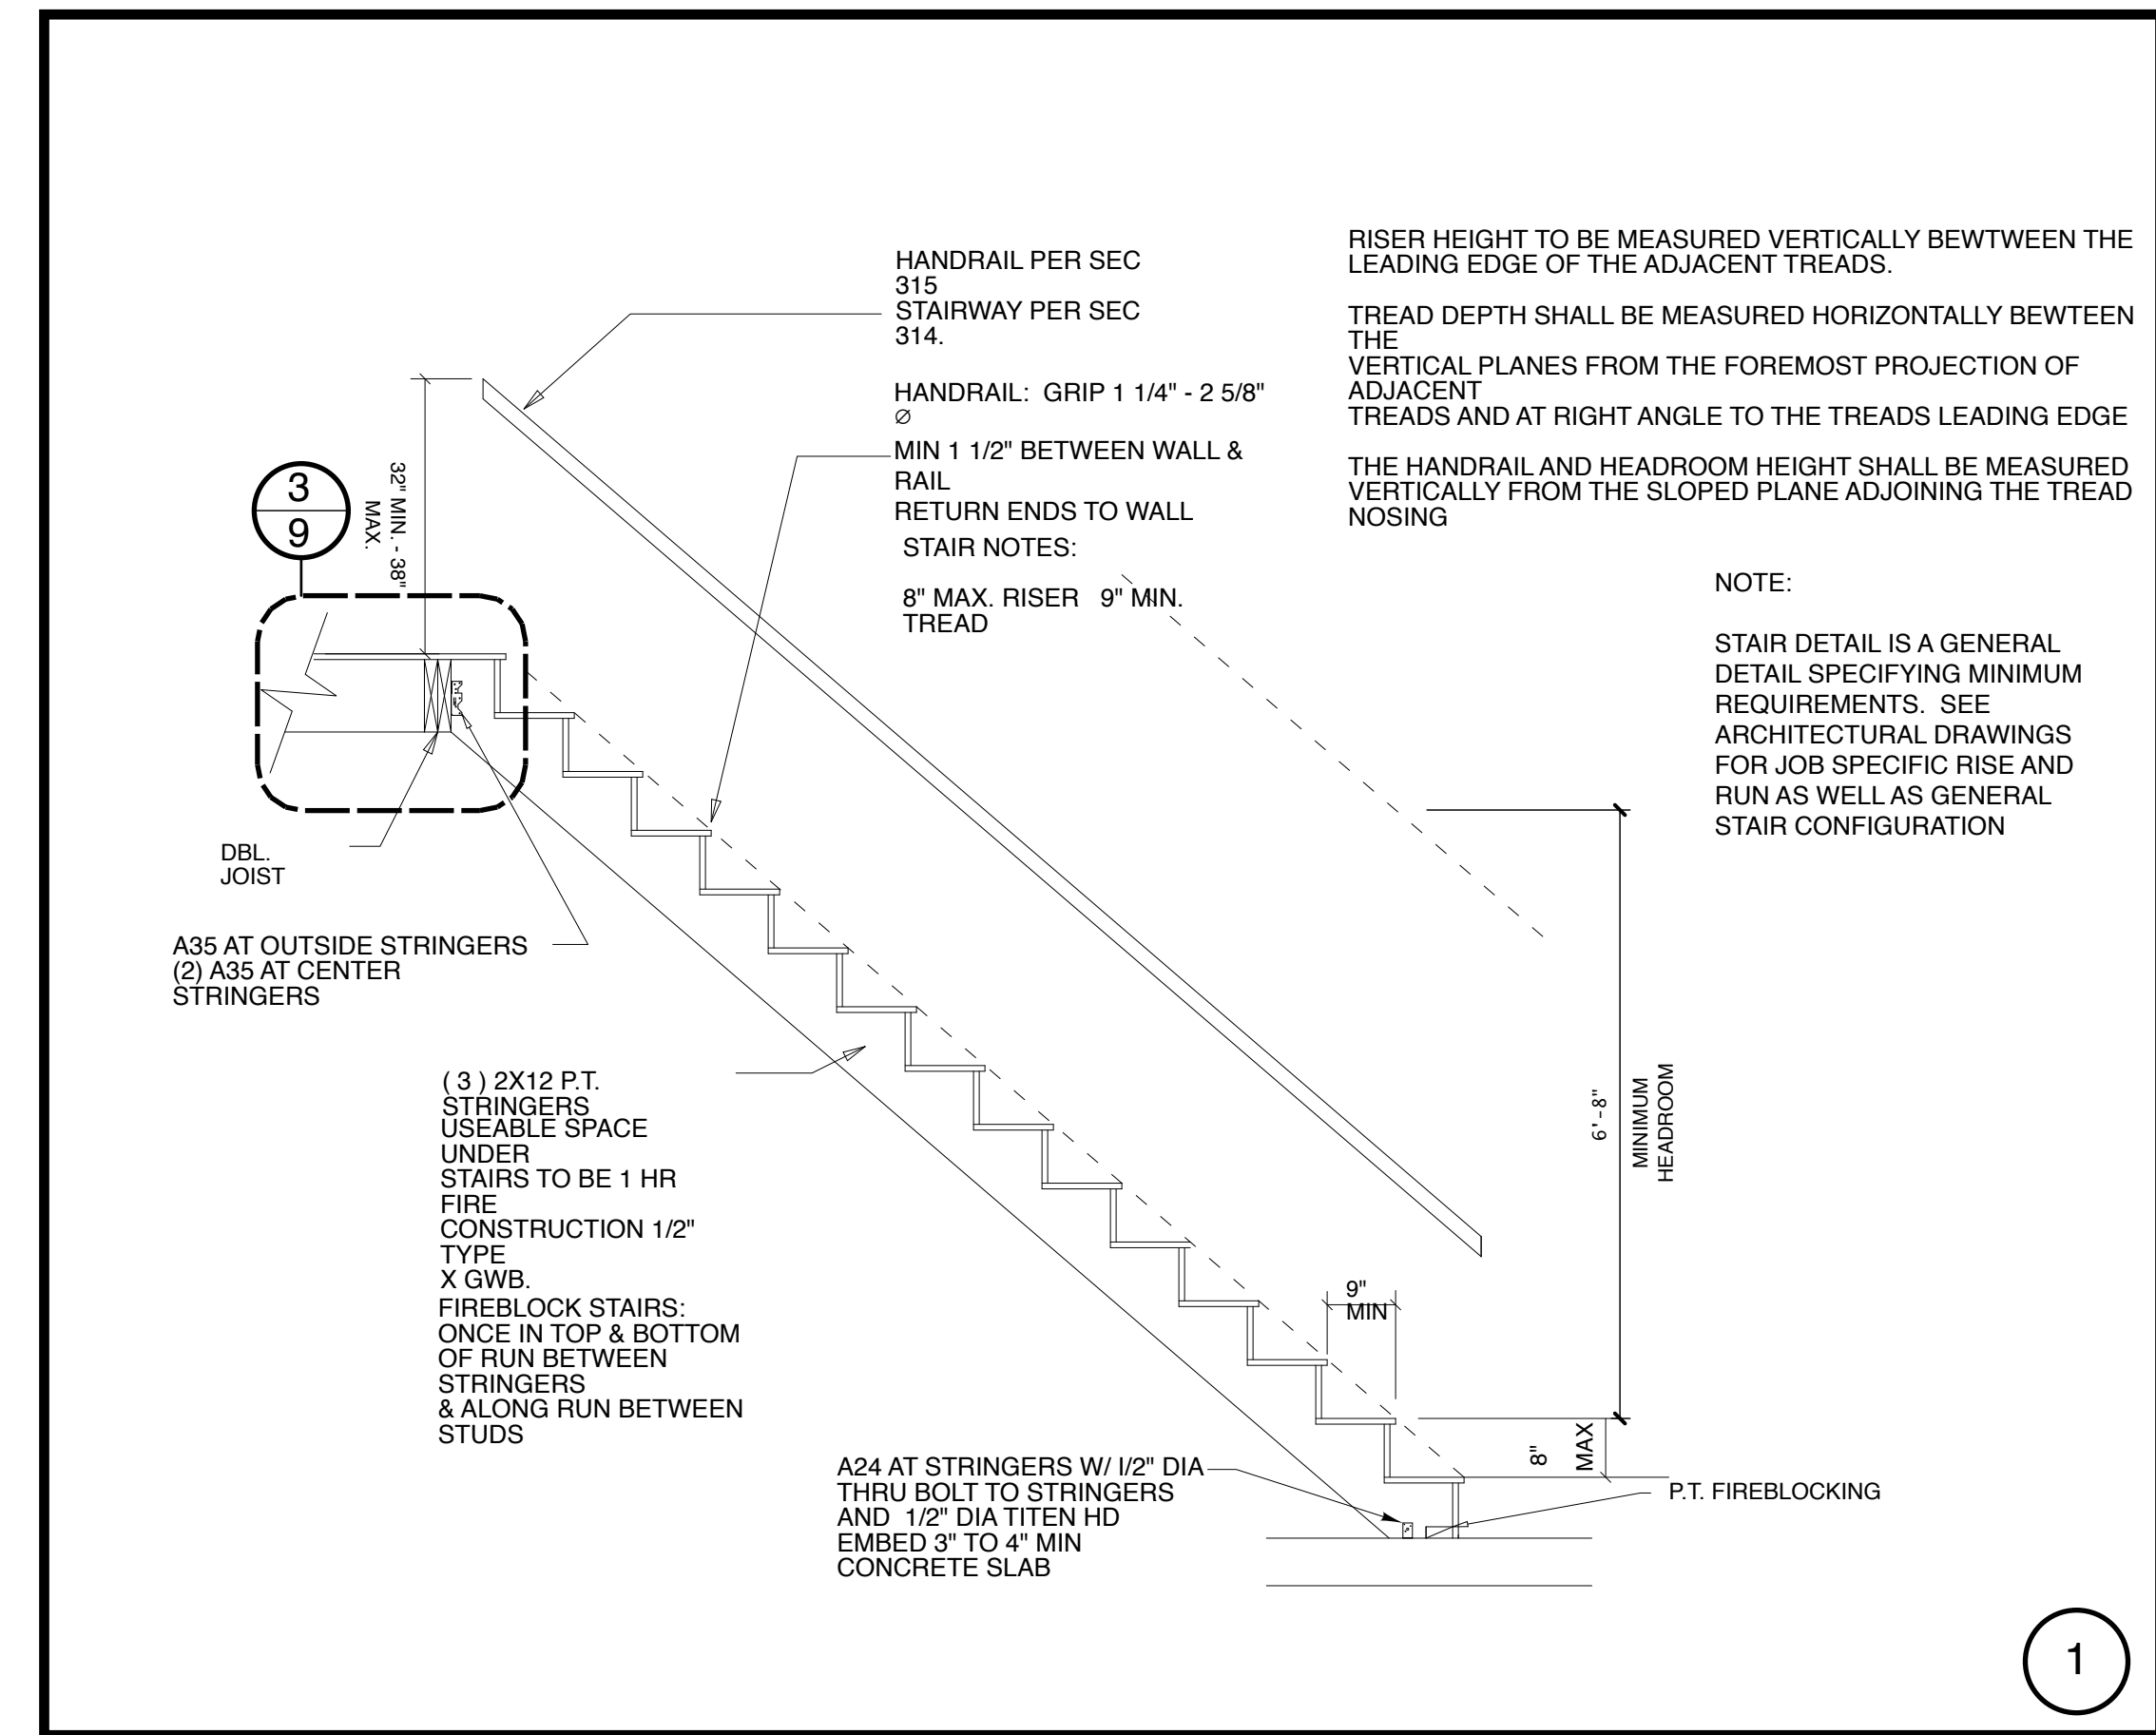 HANDRAIL PER SEC
315
STAIRWAY PER SEC
314.
HANDRAIL:  GRIP 1 1/4" - 2 5/8"
∅
MIN 1 1/2" BETWEEN WALL &
RAIL
RETURN ENDS TO WALL
STAIR NOTES:
8" MAX. RISER   9" MIN.
TREAD
RISER HEIGHT TO BE MEASURED VERTICALLY BEWTWEEN THE
LEADING EDGE OF THE ADJACENT TREADS.
TREAD DEPTH SHALL BE MEASURED HORIZONTALLY BEWTEEN
THE
VERTICAL PLANES FROM THE FOREMOST PROJECTION OF
ADJACENT
TREADS AND AT RIGHT ANGLE TO THE TREADS LEADING EDGE
THE HANDRAIL AND HEADROOM HEIGHT SHALL BE MEASURED
VERTICALLY FROM THE SLOPED PLANE ADJOINING THE TREAD
NOSING
NOTE:
STAIR DETAIL IS A GENERAL
DETAIL SPECIFYING MINIMUM
REQUIREMENTS.  SEE
ARCHITECTURAL DRAWINGS
FOR JOB SPECIFIC RISE AND
RUN AS WELL AS GENERAL
STAIR CONFIGURATION
3
9
32" MIN. - 38"
MAX.
DBL.
JOIST
A35 AT OUTSIDE STRINGERS
(2) A35 AT CENTER
STRINGERS
( 3 ) 2X12 P.T.
STRINGERS
USEABLE SPACE
UNDER
STAIRS TO BE 1 HR
FIRE
CONSTRUCTION 1/2"
TYPE
X GWB.
FIREBLOCK STAIRS:
ONCE IN TOP & BOTTOM
OF RUN BETWEEN
STRINGERS
& ALONG RUN BETWEEN
STUDS
6'-8"
MINIMUM
HEADROOM
9"
MIN
8"
MAX
A24 AT STRINGERS W/ I/2" DIA
THRU BOLT TO STRINGERS
AND  1/2" DIA TITEN HD
EMBED 3" TO 4" MIN
CONCRETE SLAB
P.T. FIREBLOCKING
1